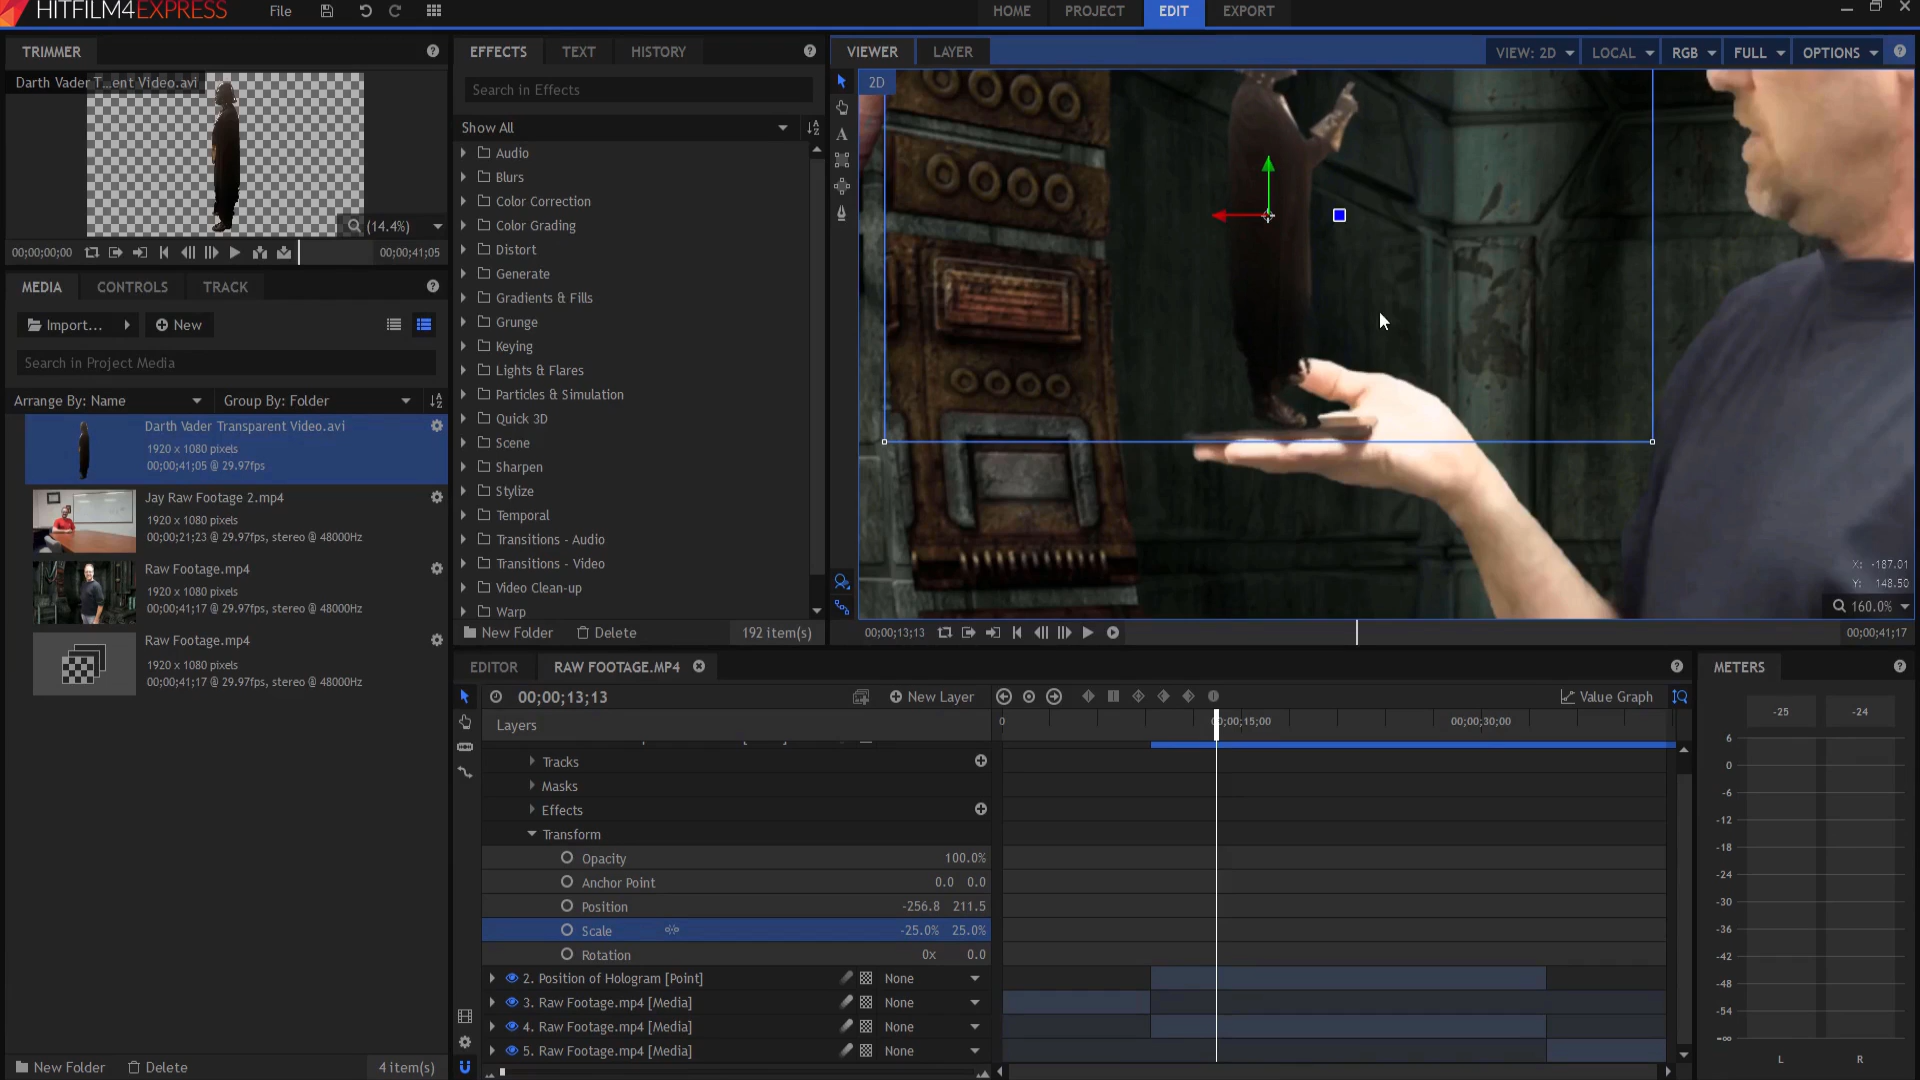 HITFILM4EXPRESS
File
HOME
PROJECT
EDIT
EXPORT
TRIMMER
Darth Vader T...ent Video.avi
(14.4%)
00;00;00;00
00;00;41;05
MEDIA
CONTROLS
TRACK
Import...
New
Search in Project Media
Arrange By: Name
Group By: Folder
Darth Vader Transparent Video.avi
1920 x 1080 pixels
00;00;41;05 @ 29.97fps
Jay Raw Footage 2.mp4
1920 x 1080 pixels
00;00;21;23 @ 29.97fps, stereo @ 48000Hz
Raw Footage.mp4
1920 x 1080 pixels
00;00;41;17 @ 29.97fps, stereo @ 48000Hz
Raw Footage.mp4
1920 x 1080 pixels
00;00;41;17 @ 29.97fps, stereo @ 48000Hz
New Folder
Delete
4 item(s)
EFFECTS
TEXT
HISTORY
Search in Effects
Show All
Audio
Blurs
Color Correction
Color Grading
Distort
Generate
Gradients & Fills
Grunge
Keying
Lights & Flares
Particles & Simulation
Quick 3D
Scene
Sharpen
Stylize
Temporal
Transitions - Audio
Transitions - Video
Video Clean-up
Warp
New Folder
Delete
192 item(s)
VIEWER
LAYER
VIEW: 2D
LOCAL
RGB
FULL
OPTIONS
2D
X: -187.01
Y: 148.50
160.0%
00;00;13;13
00;00;41;17
EDITOR
RAW FOOTAGE.MP4
00;00;13;13
New Layer
Value Graph
Layers
0
00;00;15;00
00;00;30;00
Tracks
Masks
Effects
Transform
Opacity 100.0%
Anchor Point 0.0 0.0
Position -256.8 211.5
Scale -25.0% 25.0%
Rotation 0x 0.0
2. Position of Hologram [Point] None
3. Raw Footage.mp4 [Media] None
4. Raw Footage.mp4 [Media] None
5. Raw Footage.mp4 [Media] None
METERS
-25 -24
6
0
-6
-12
-18
-24
-30
-36
-42
-48
-54
-∞
L R